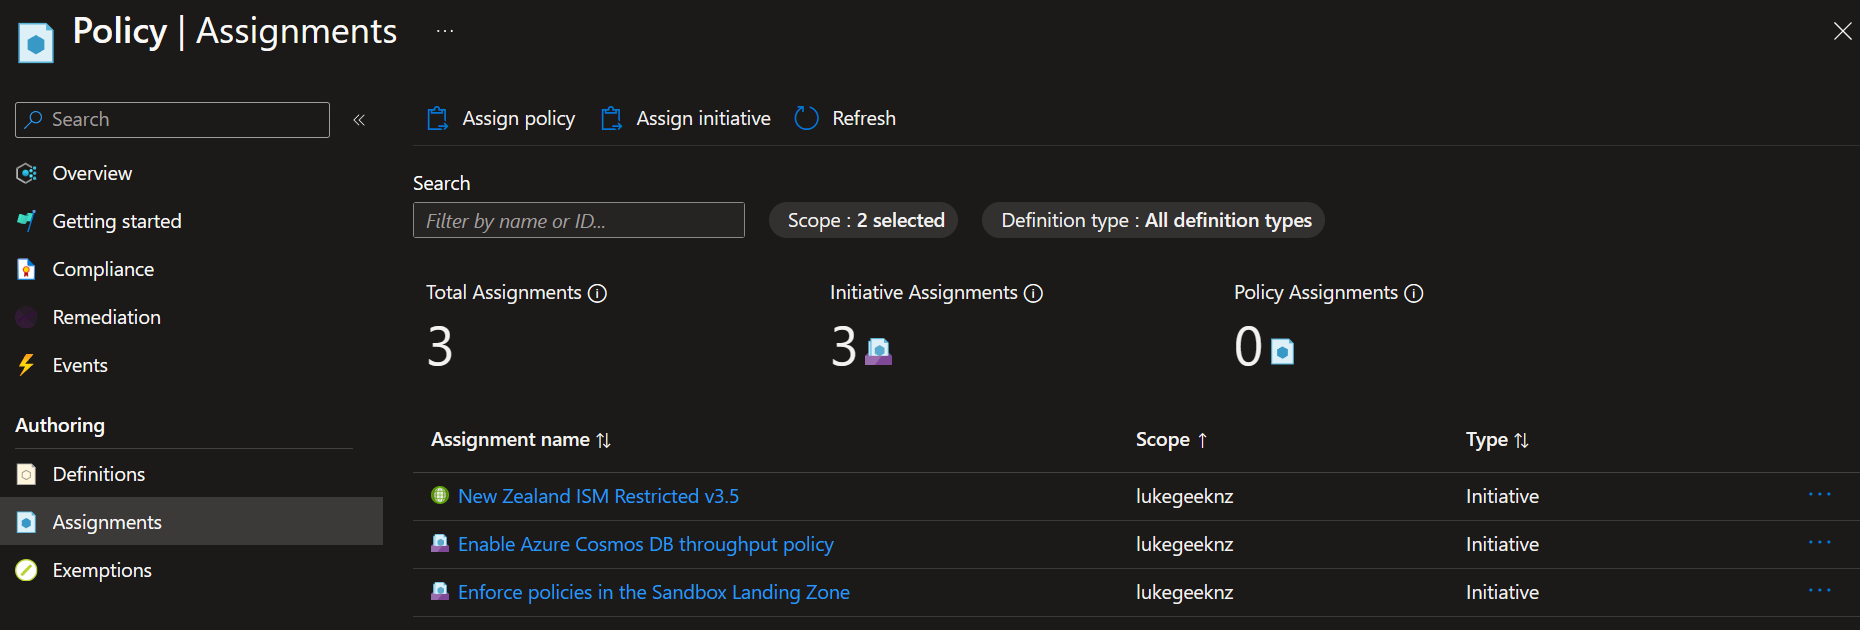 Policy | Assignments ...
Search «
Overview
Getting started
Compliance
Remediation
Events
Authoring
Definitions
Assignments
Exemptions
Assign policy Assign initiative Refresh
Search
Filter by name or ID...
Scope : 2 selected
Definition type : All definition types
Total Assignments
3
Initiative Assignments
3
Policy Assignments
0
Assignment name Scope Type
New Zealand ISM Restricted v3.5 lukegeeknz Initiative ...
Enable Azure Cosmos DB throughput policy lukegeeknz Initiative ...
Enforce policies in the Sandbox Landing Zone lukegeeknz Initiative ...